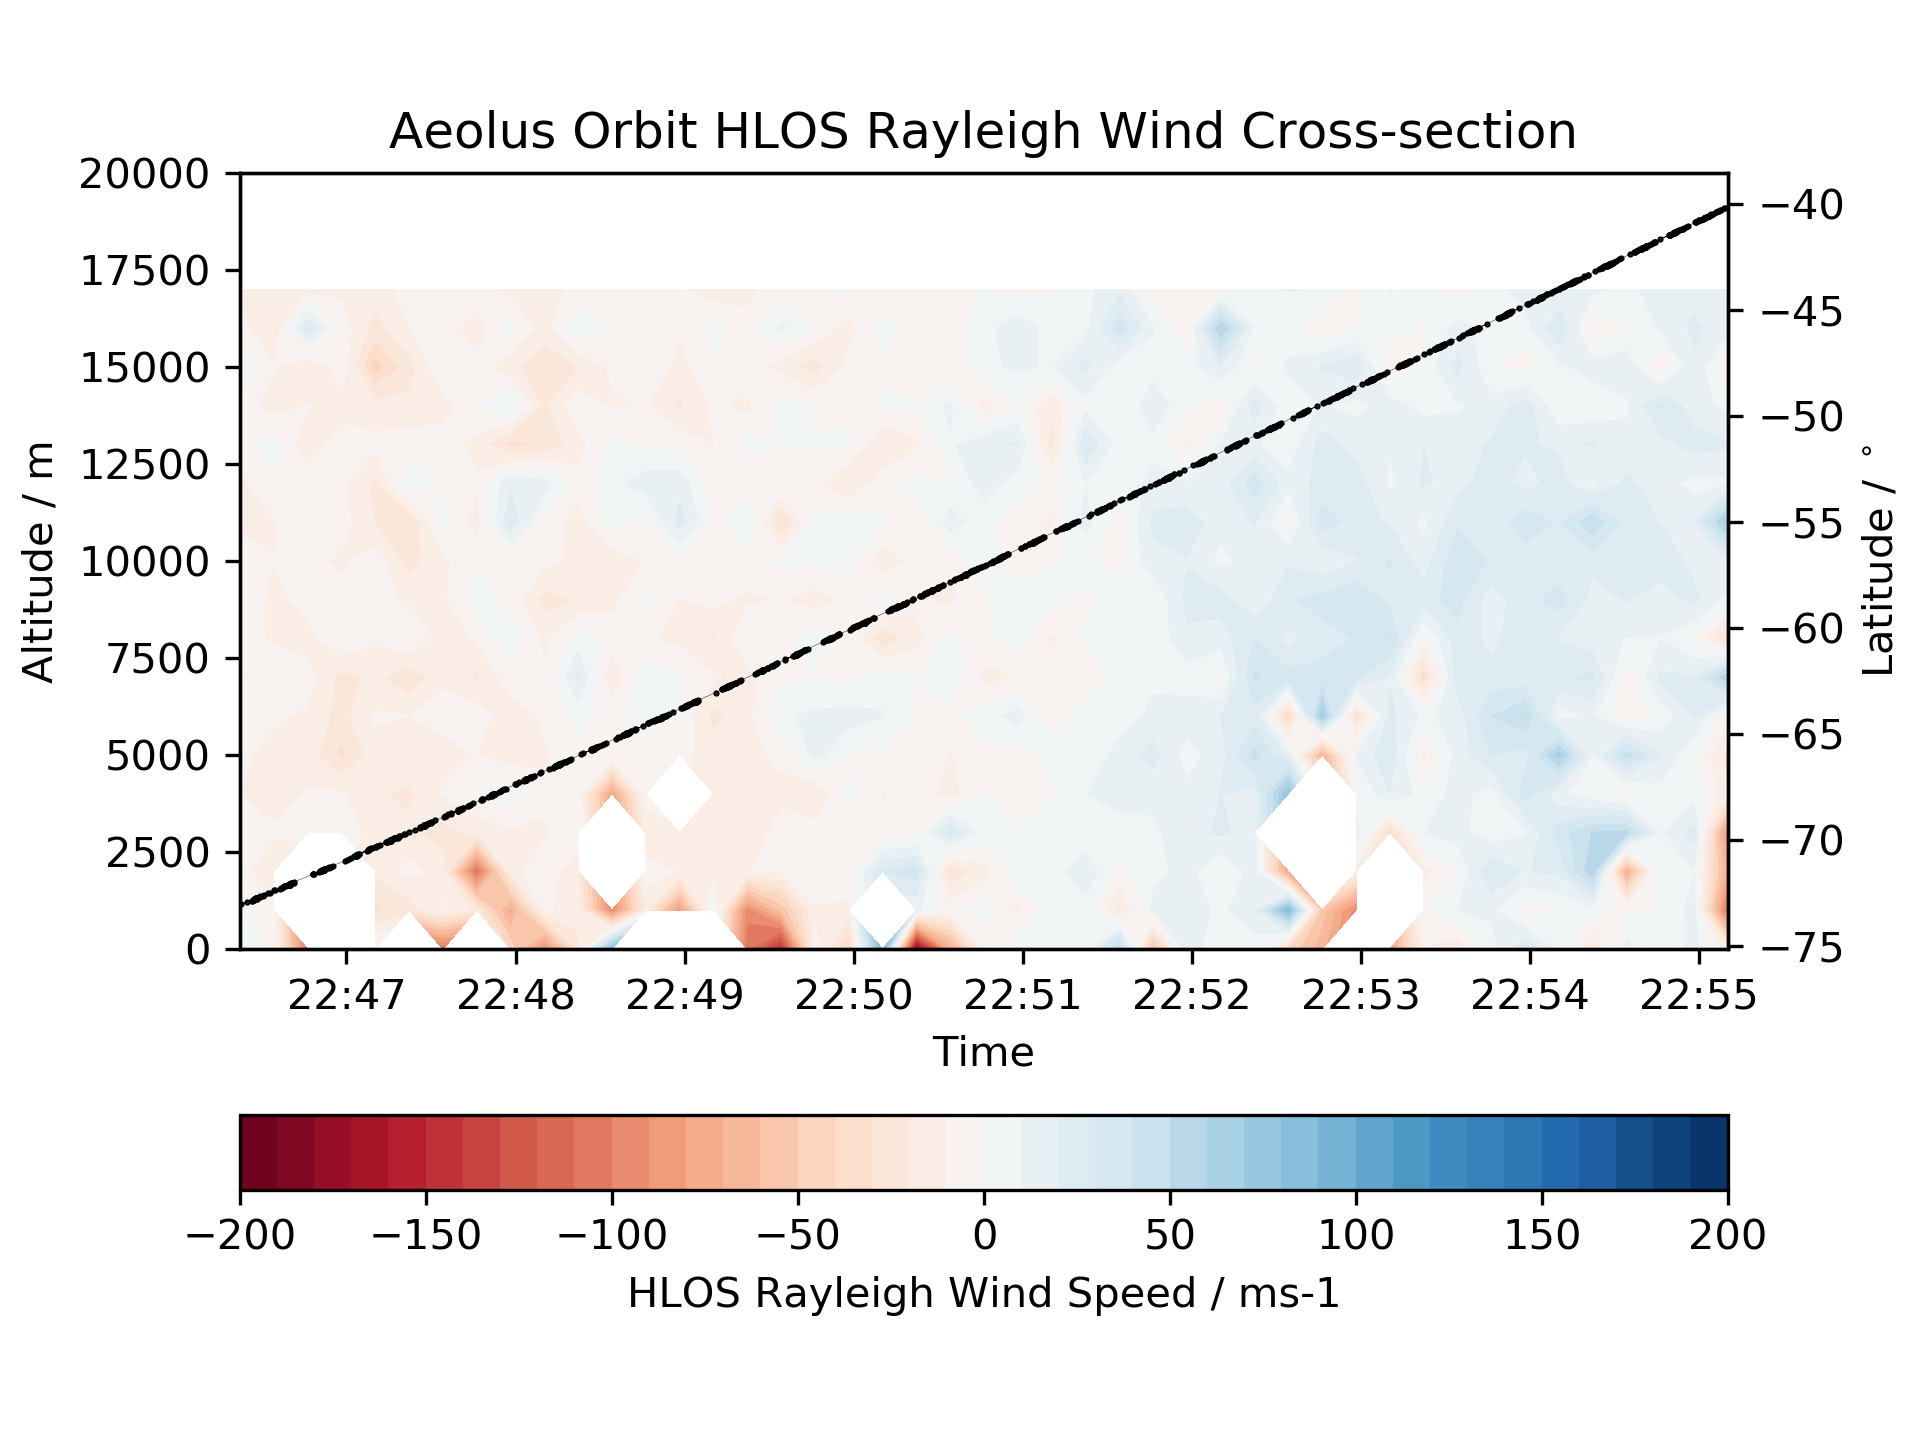 Aeolus Orbit HLOS Rayleigh Wind Cross-section
20000
17500
15000
12500
10000
7500
5000
2500
0
Altitude / m
−40
−45
−50
−55
−60
−65
−70
−75
Latitude / °
22:47 22:48 22:49 22:50 22:51 22:52 22:53 22:54 22:55
Time
−200 −150 −100 −50 0 50 100 150 200
HLOS Rayleigh Wind Speed / ms-1